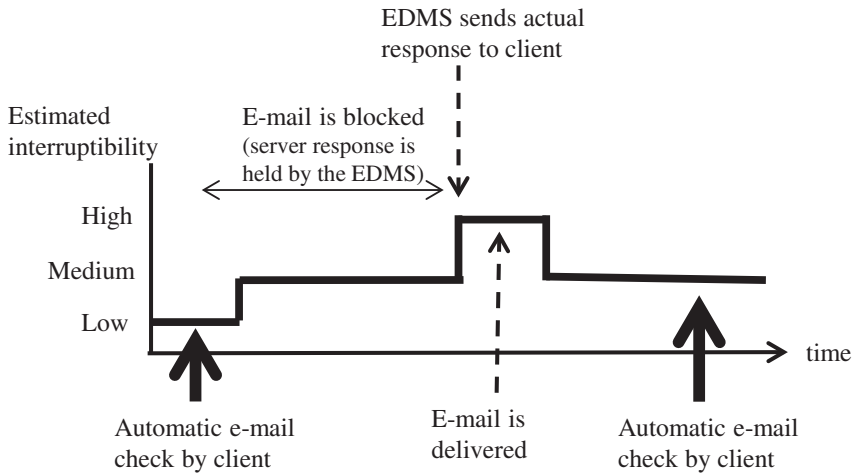 EDMS sends actual
response to client
Estimated
interruptibility
E-mail is blocked
(server response is
held by the EDMS)
High
Medium
Low
time
Automatic e-mail
check by client
E-mail is
delivered
Automatic e-mail
check by client